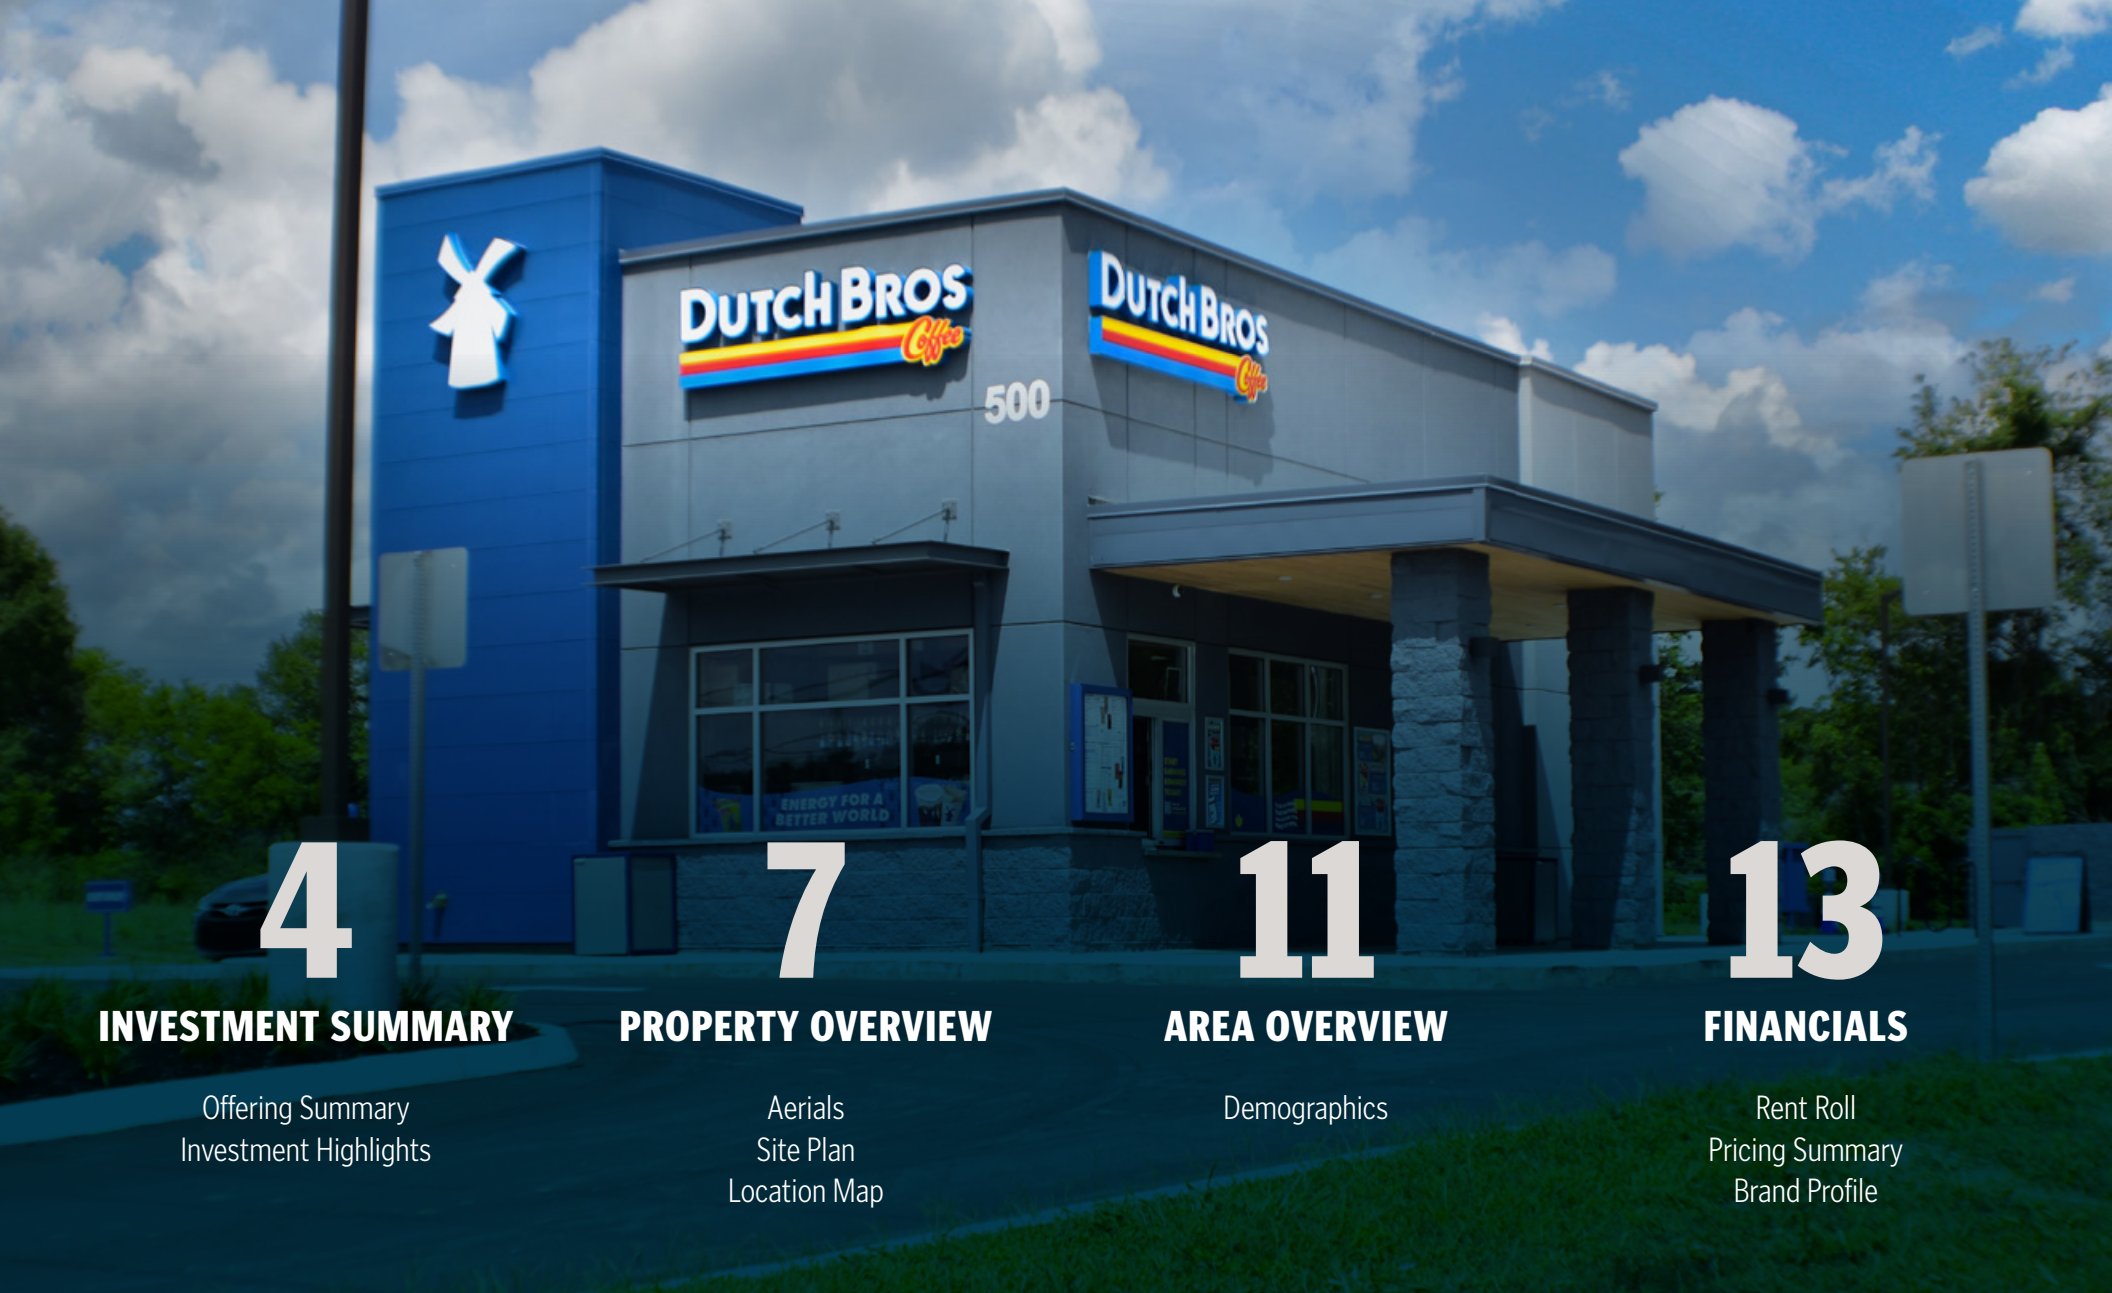 DUTCH BROS
Coffee
DUTCH BROS
Coffee
500
ENERGY FOR A
BETTER WORLD
4
INVESTMENT SUMMARY
Offering Summary
Investment Highlights
7
PROPERTY OVERVIEW
Aerials
Site Plan
Location Map
11
AREA OVERVIEW
Demographics
13
FINANCIALS
Rent Roll
Pricing Summary
Brand Profile